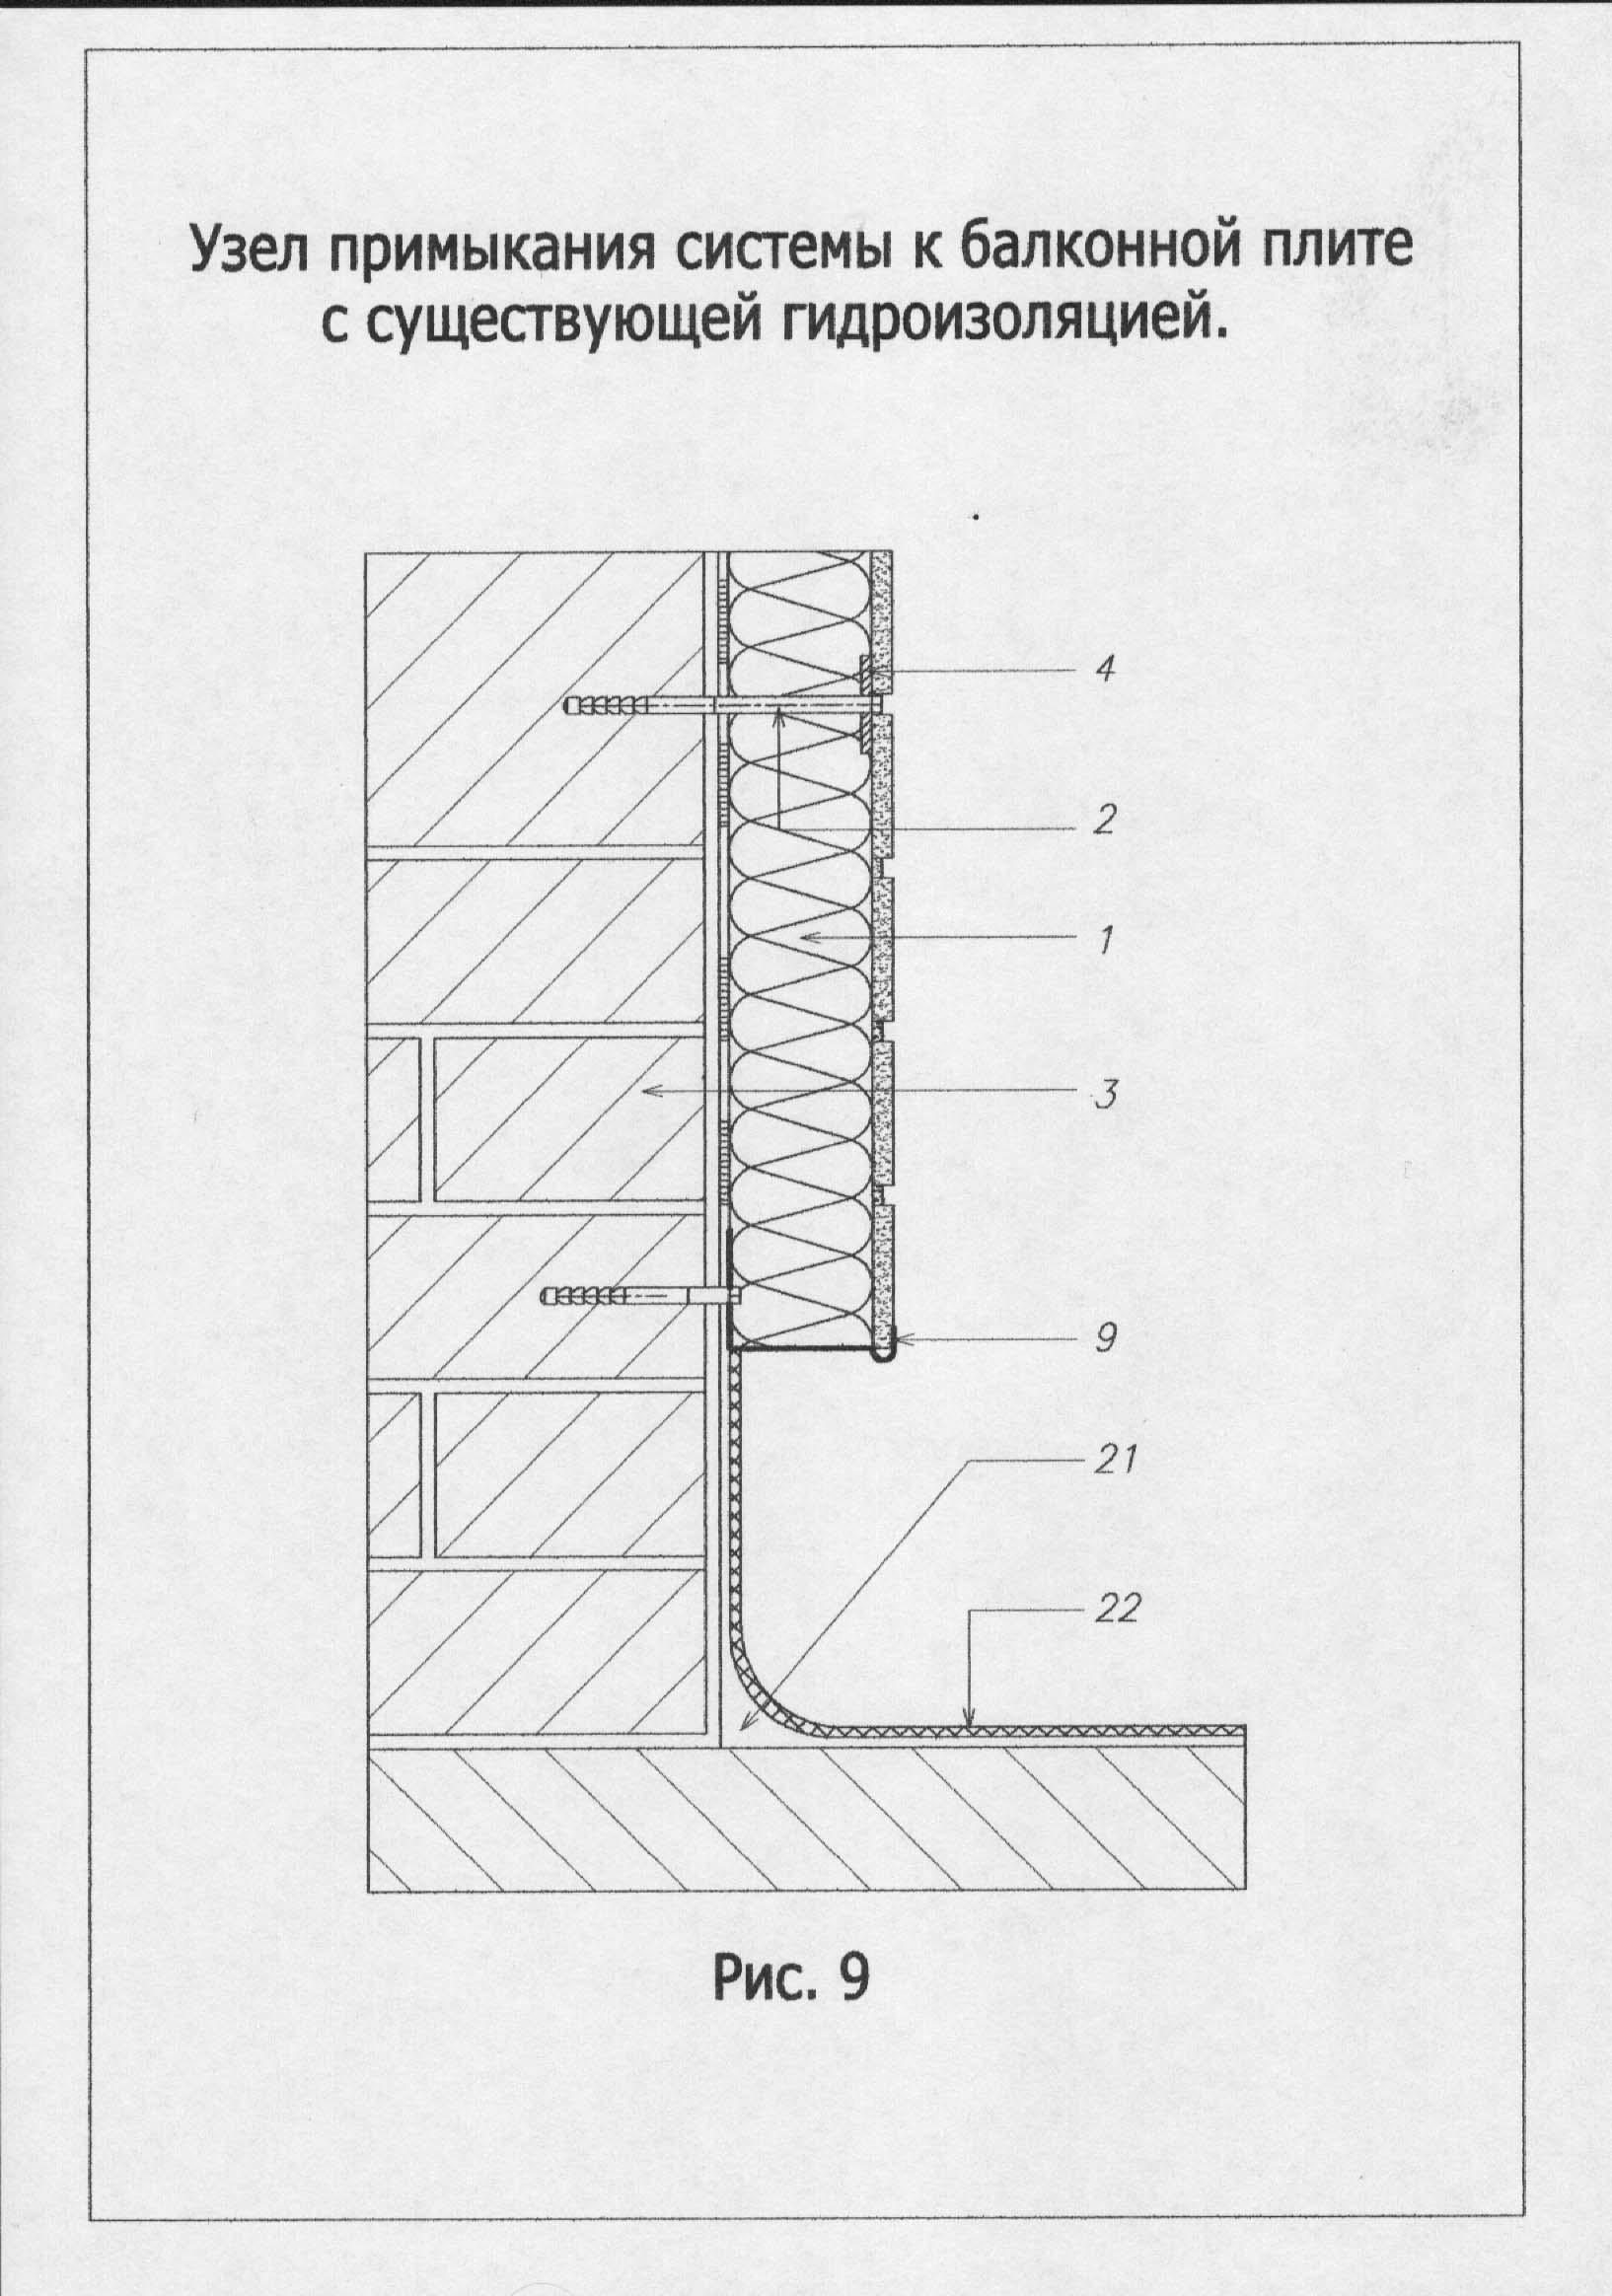 Узел примыкания системы к балконной плите
с существующей гидроизоляцией.
4
2
1
3
9
21
22
Рис. 9